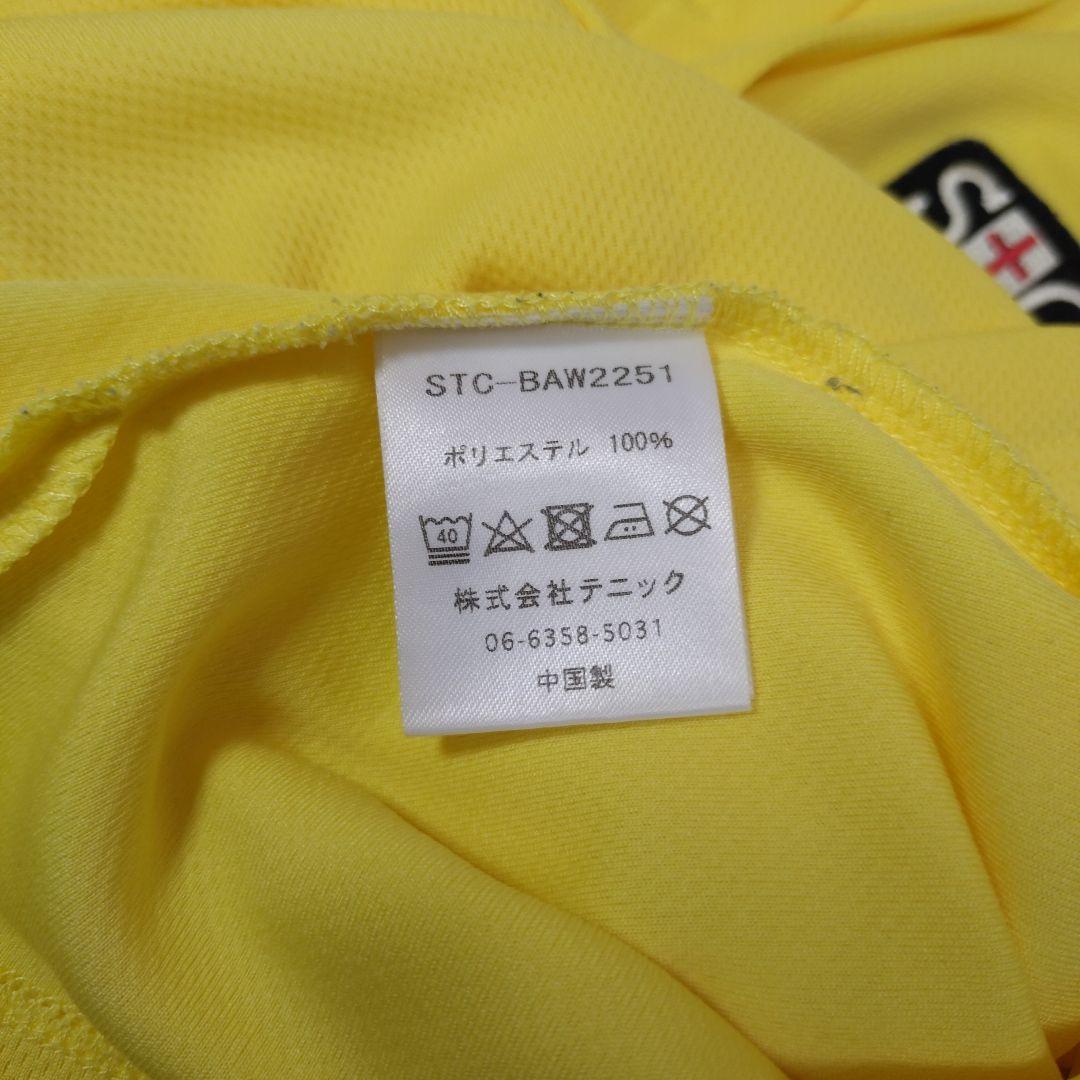 STC-BAW2251
ポリエステル 100%
40
株式会社テニック
06-6358-5031
中国製